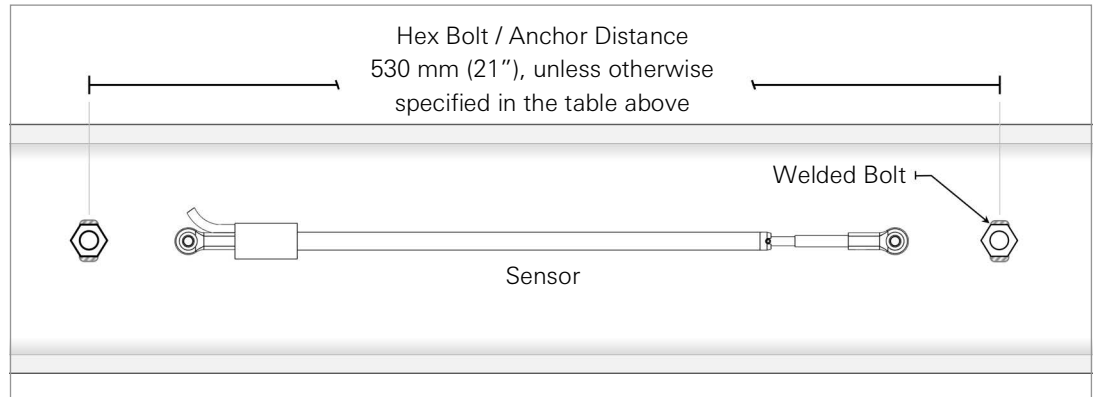 Hex Bolt / Anchor Distance
530 mm (21”), unless otherwise
specified in the table above
Welded Bolt
Sensor